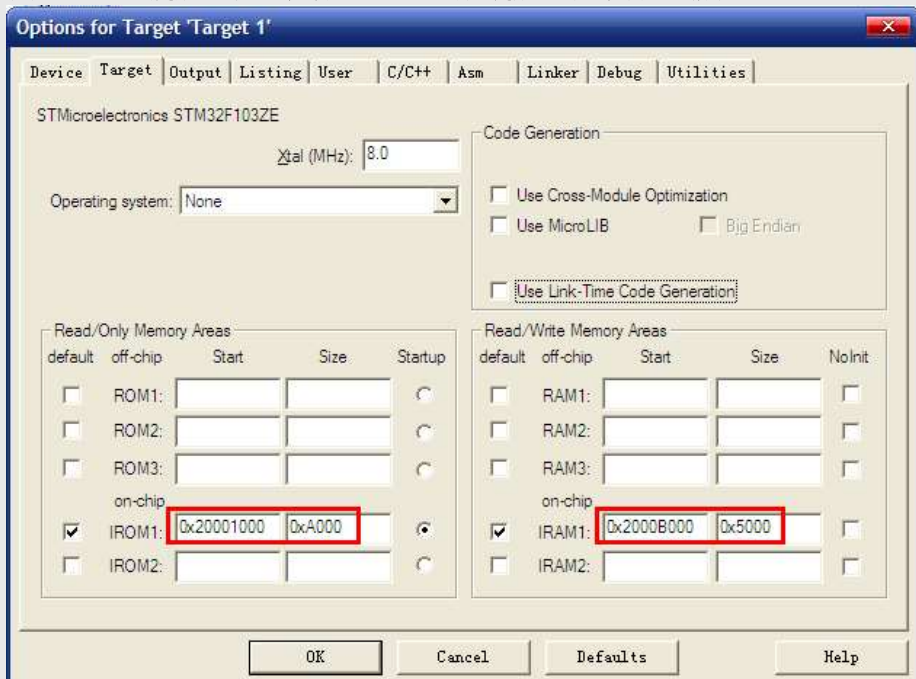 Options for Target 'Target 1'
Device Target Output Listing User C/C++ Asm Linker Debug Utilities
STMicroelectronics STM32F103ZE
Xtal (MHz): 8.0
Operating system: None
Code Generation
Use Cross-Module Optimization
Use MicroLIB Big Endian
Use Link-Time Code Generation
Read/Only Memory Areas
default off-chip Start Size Startup
ROM1:
ROM2:
ROM3:
on-chip
IROM1: 0x20001000 0xA000
IROM2:
Read/Write Memory Areas
default off-chip Start Size NoInit
RAM1:
RAM2:
RAM3:
on-chip
IRAM1: 0x2000B000 0x5000
IRAM2:
OK Cancel Defaults Help